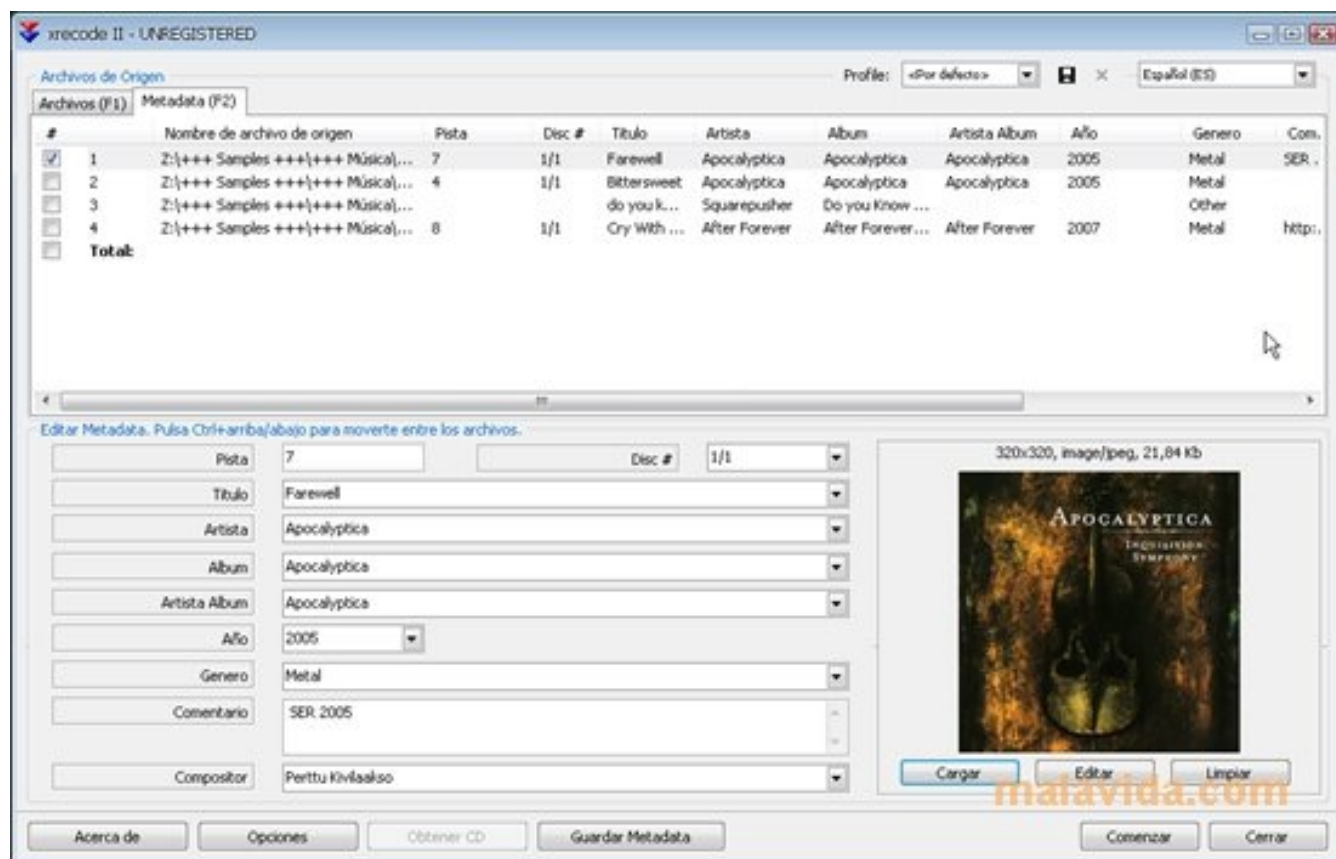 xrecode II - UNREGISTERED
Archivos de Origen
Profile: <Por defecto> Español (ES)
Archivos (F1) Metadata (F2)
# Nombre de archivo de origen Pista Disc # Título Artista Album Artista Album Año Genero Com.
1 Z:\+++ Samples +++\+++ Música\... 7 1/1 Farewell Apocalyptica Apocalyptica Apocalyptica 2005 Metal SER .
2 Z:\+++ Samples +++\+++ Música\... 4 1/1 Bittersweet Apocalyptica Apocalyptica Apocalyptica 2005 Metal
3 Z:\+++ Samples +++\+++ Música\... do you k... Squarepusher Do you Know ... Other
4 Z:\+++ Samples +++\+++ Música\... 8 1/1 Cry With ... After Forever After Forever... After Forever 2007 Metal http:.
Total:
Editar Metadata. Pulsa Ctrl+arriba/abajo para moverte entre los archivos.
Pista 7 Disc # 1/1
Título Farewell
Artista Apocalyptica
Album Apocalyptica
Artista Album Apocalyptica
Año 2005
Genero Metal
Comentario SER 2005
Compositor Perttu Kivilaakso
320x320, image/jpeg, 21,84 Kb
APOCALYPTICA
INQUISITION
SYMPHONY
Cargar Editar Limpiar
malavida.com
Acerca de Opciones Obtener CD Guardar Metadata Comenzar Cerrar